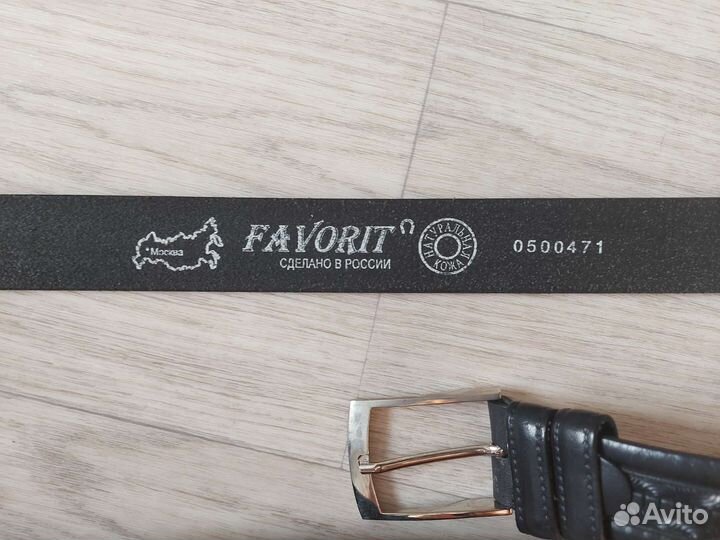 Москва
FAVORIT
СДЕЛАНО В РОССИИ
НАТУРАЛЬНАЯ
КОЖА
0500471
Avito